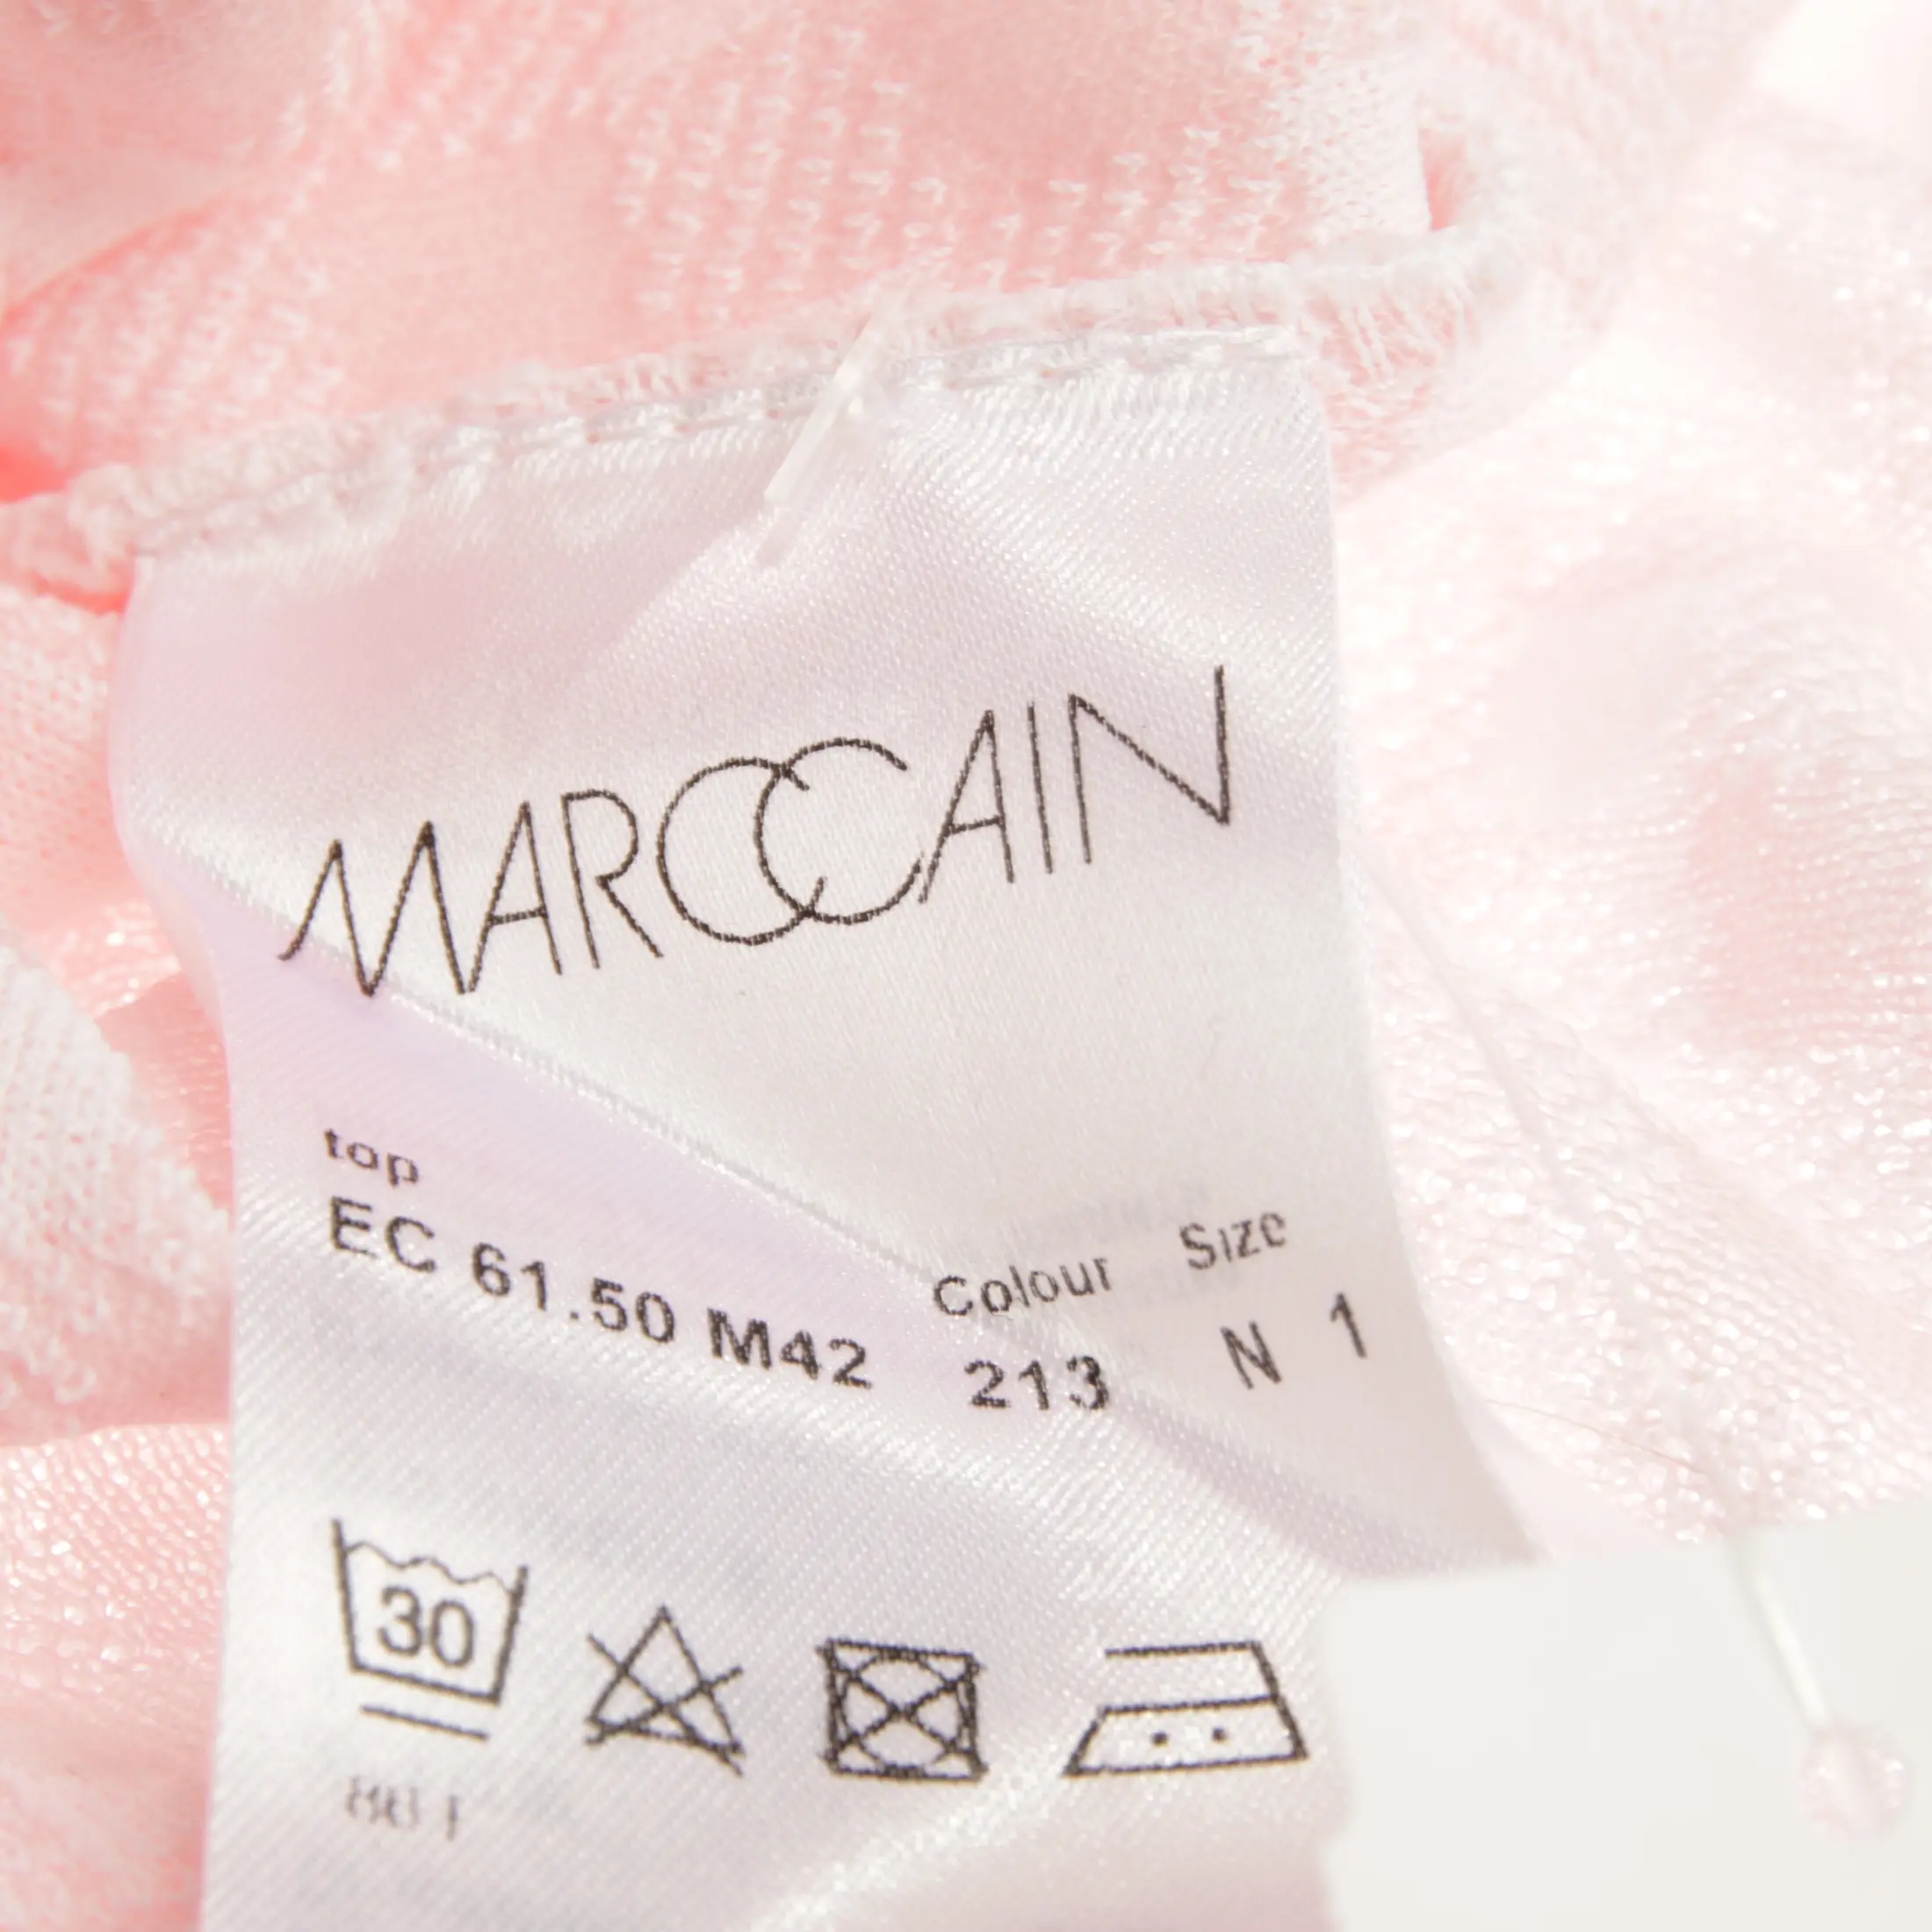 MARCCAIN
top
Colour Size
EC 61.50 M42 213 N 1
30